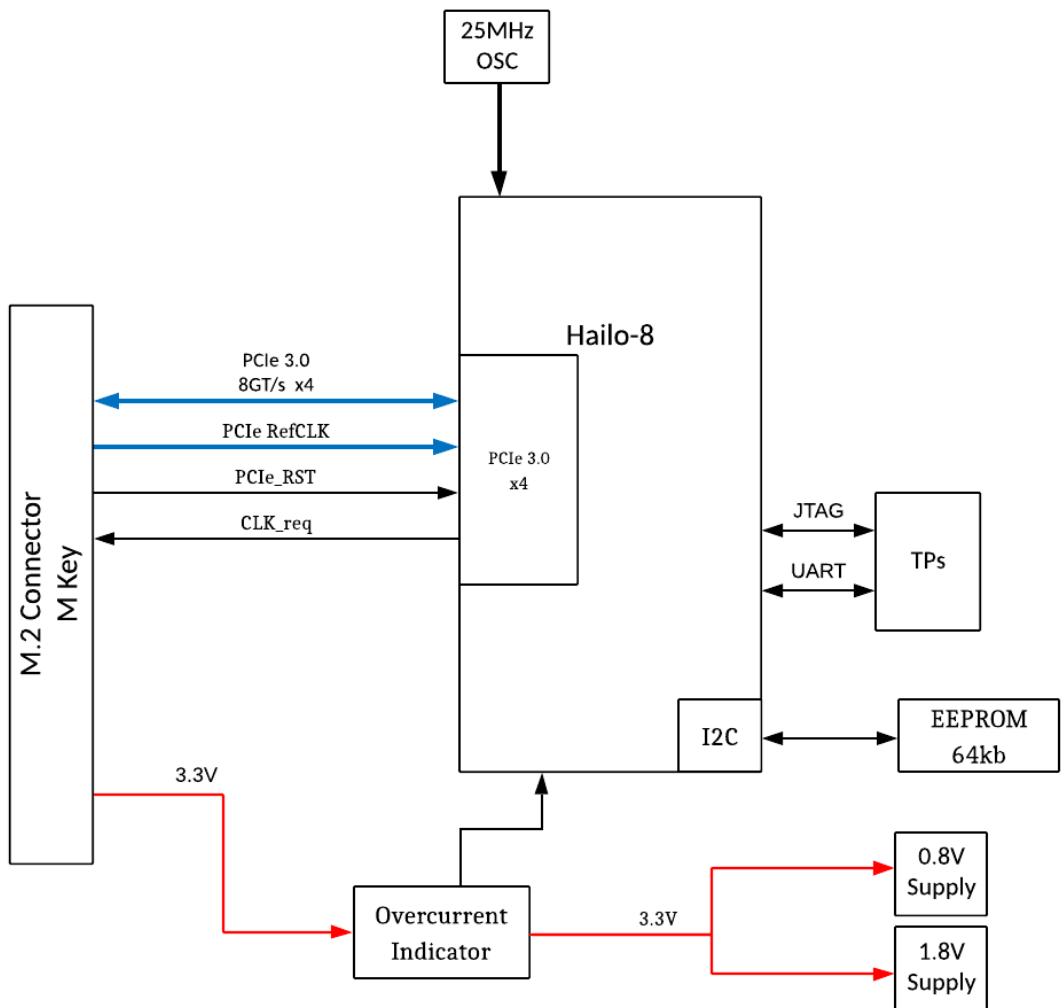 25MHz
OSC
Hailo-8
PCIe 3.0
8GT/s x4
PCIe RefCLK
PCIe_RST
CLK_req
PCIe 3.0
x4
M.2 Connector
M Key
JTAG
UART
TPs
I2C
EEPROM
64kb
3.3V
Overcurrent
Indicator
3.3V
0.8V
Supply
1.8V
Supply